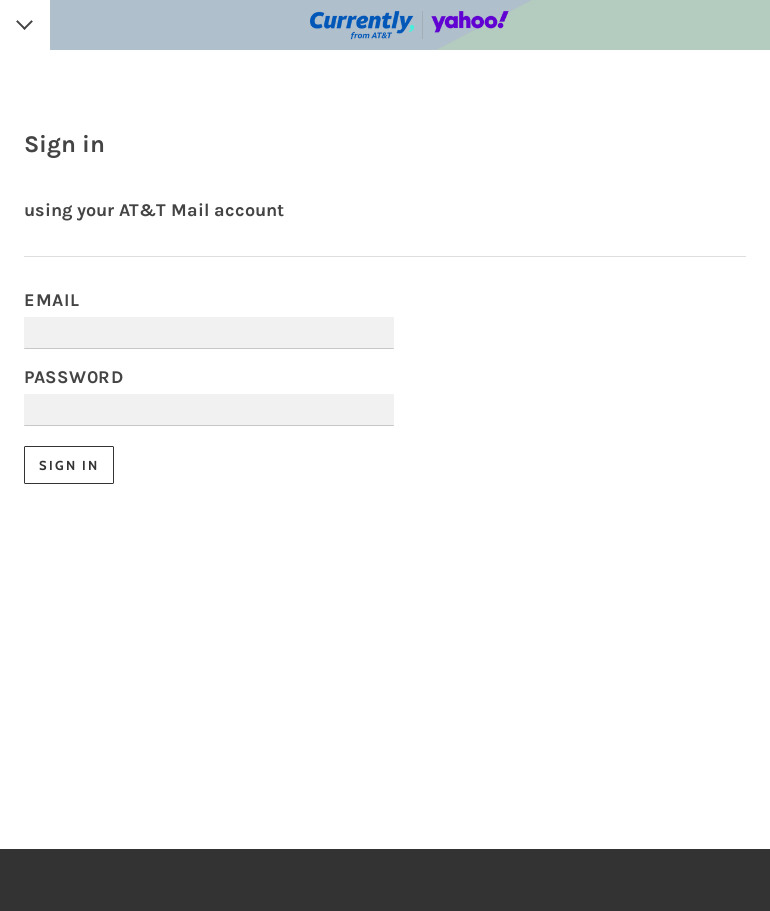 Currently
from AT&T
yahoo!
Sign in
using your AT&T Mail account
EMAIL
PASSWORD
SIGN IN